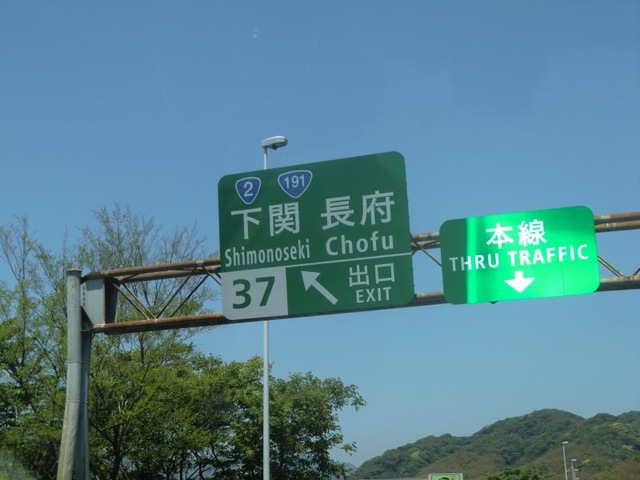 2 191
下関 長府
Shimonoseki Chofu
37 出口
EXIT
本線
THRU TRAFFIC